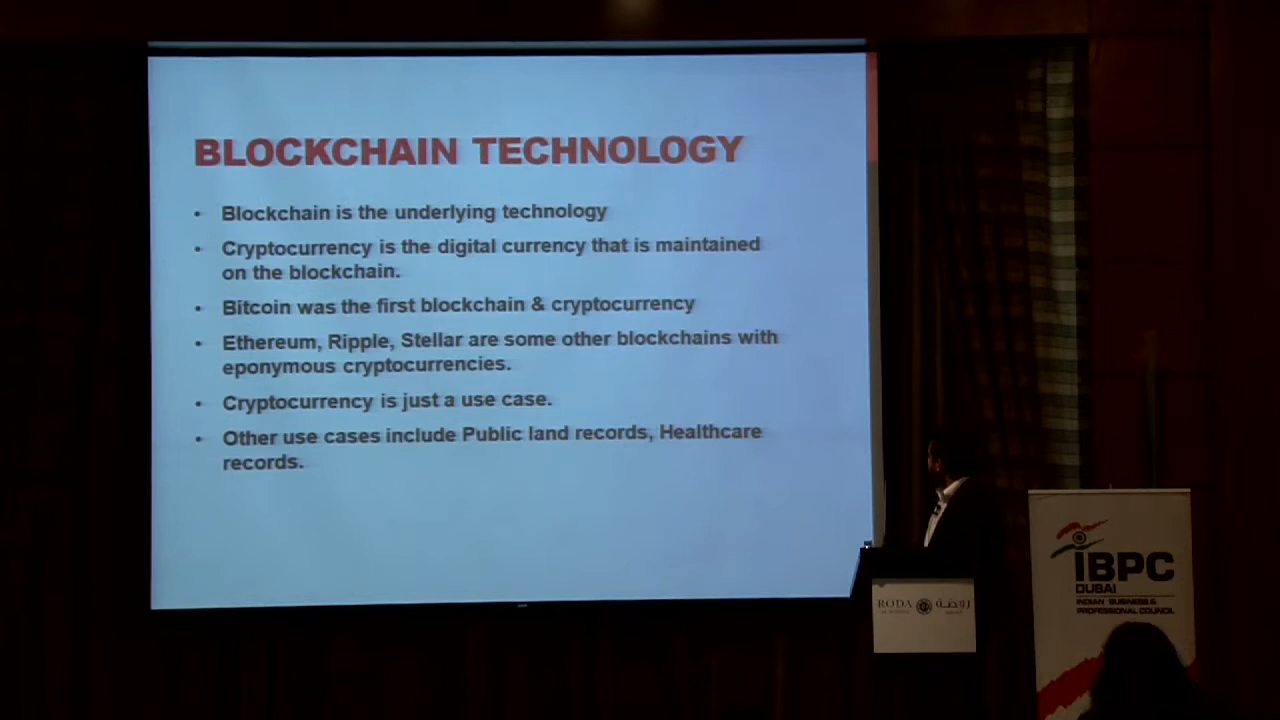 BLOCKCHAIN TECHNOLOGY
• Blockchain is the underlying technology
• Cryptocurrency is the digital currency that is maintained
on the blockchain.
• Bitcoin was the first blockchain & cryptocurrency
• Ethereum, Ripple, Stellar are some other blockchains with
eponymous cryptocurrencies.
• Cryptocurrency is just a use case.
• Other use cases include Public land records, Healthcare
records.
RODA روضة
IBPC
DUBAI
INDIAN BUSINESS &
PROFESSIONAL COUNCIL